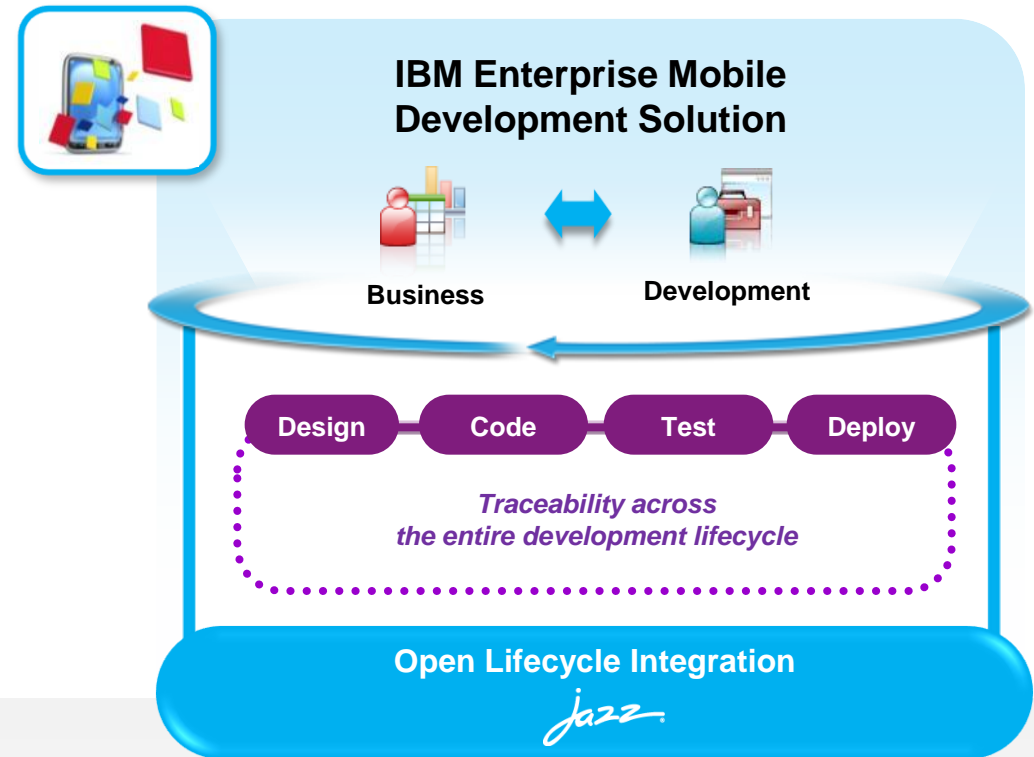 IBM Enterprise Mobile
Development Solution
Business
Development
Design
Code
Test
Deploy
Traceability across
the entire development lifecycle
Open Lifecycle Integration
jazz